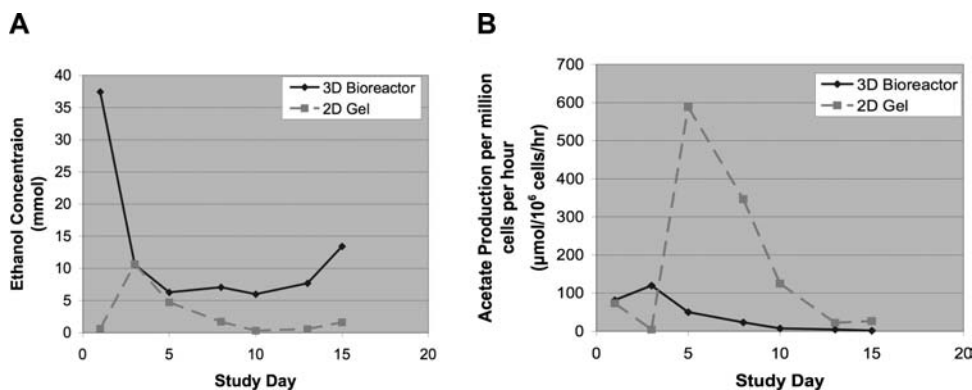 A
Ethanol Concentraion
(mmol)
40
35
30
25
20
15
10
5
0
3D Bioreactor
2D Gel
0 5 10 15 20
Study Day
B
Acetate Production per million
cells per hour
(µmol/10⁶ cells/hr)
700
600
500
400
300
200
100
0
3D Bioreactor
2D Gel
0 5 10 15 20
Study Day